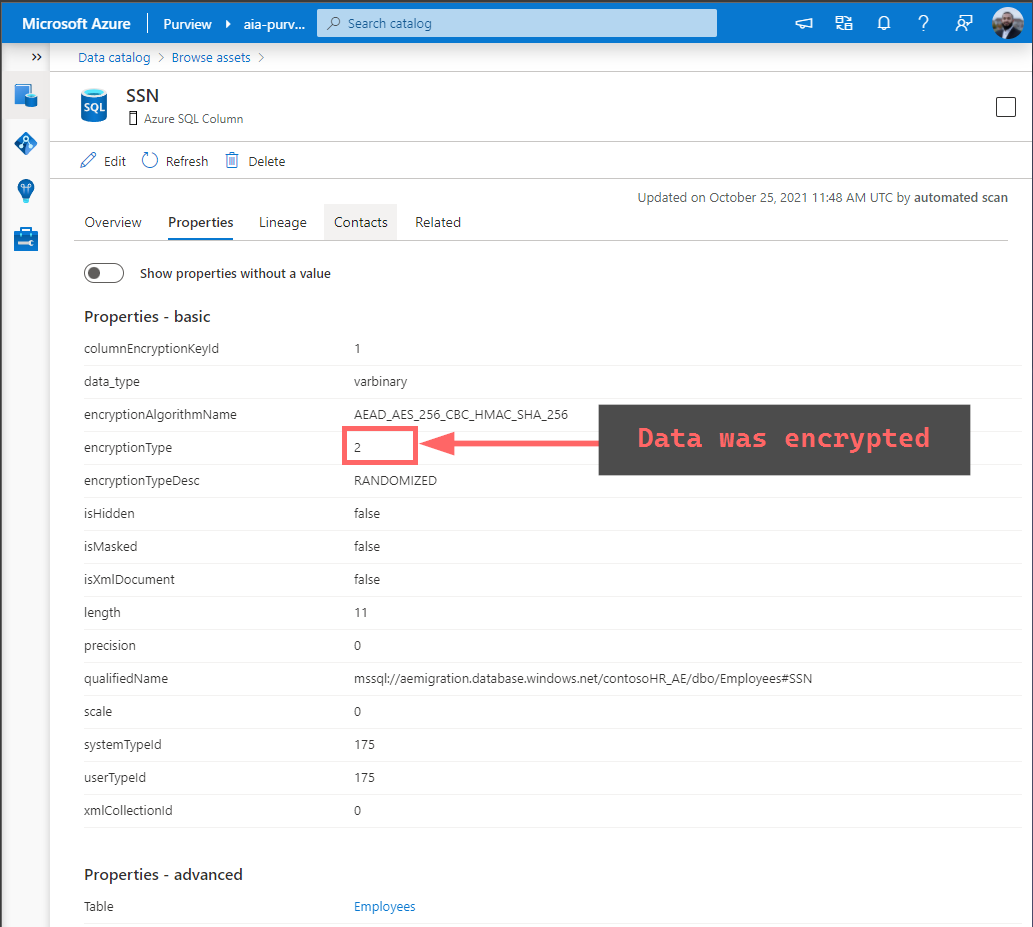 Microsoft Azure Purview aia-purv... Search catalog
Data catalog > Browse assets >
SQL
SSN
Azure SQL Column
Edit Refresh Delete
Updated on October 25, 2021 11:48 AM UTC by automated scan
Overview Properties Lineage Contacts Related
Show properties without a value
Properties - basic
columnEncryptionKeyId 1
data_type varbinary
encryptionAlgorithmName AEAD_AES_256_CBC_HMAC_SHA_256
encryptionType 2
Data was encrypted
encryptionTypeDesc RANDOMIZED
isHidden false
isMasked false
isXmlDocument false
length 11
precision 0
qualifiedName mssql://aemigration.database.windows.net/contosoHR_AE/dbo/Employees#SSN
scale 0
systemTypeId 175
userTypeId 175
xmlCollectionId 0
Properties - advanced
Table Employees